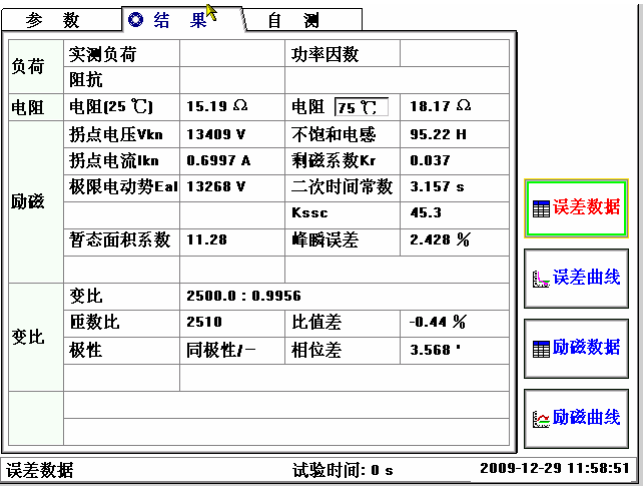 参 数 结 果 自 测
负荷 实测负荷 功率因数
阻抗
电阻 电阻(25 ℃) 15.19 Ω 电阻 75 ℃ 18.17 Ω
励磁 拐点电压Vkn 13409 V 不饱和电感 95.22 H
拐点电流Ikn 0.6997 A 剩磁系数Kr 0.037
极限电动势Eal 13268 V 二次时间常数 3.157 s
Kssc 45.3
暂态面积系数 11.28 峰瞬误差 2.428 %
变比 变比 2500.0 : 0.9956
匝数比 2510 比值差 -0.44 %
极性 同极性/- 相位差 3.568 '
误差数据
误差曲线
励磁数据
励磁曲线
误差数据 试验时间: 0 s 2009-12-29 11:58:51